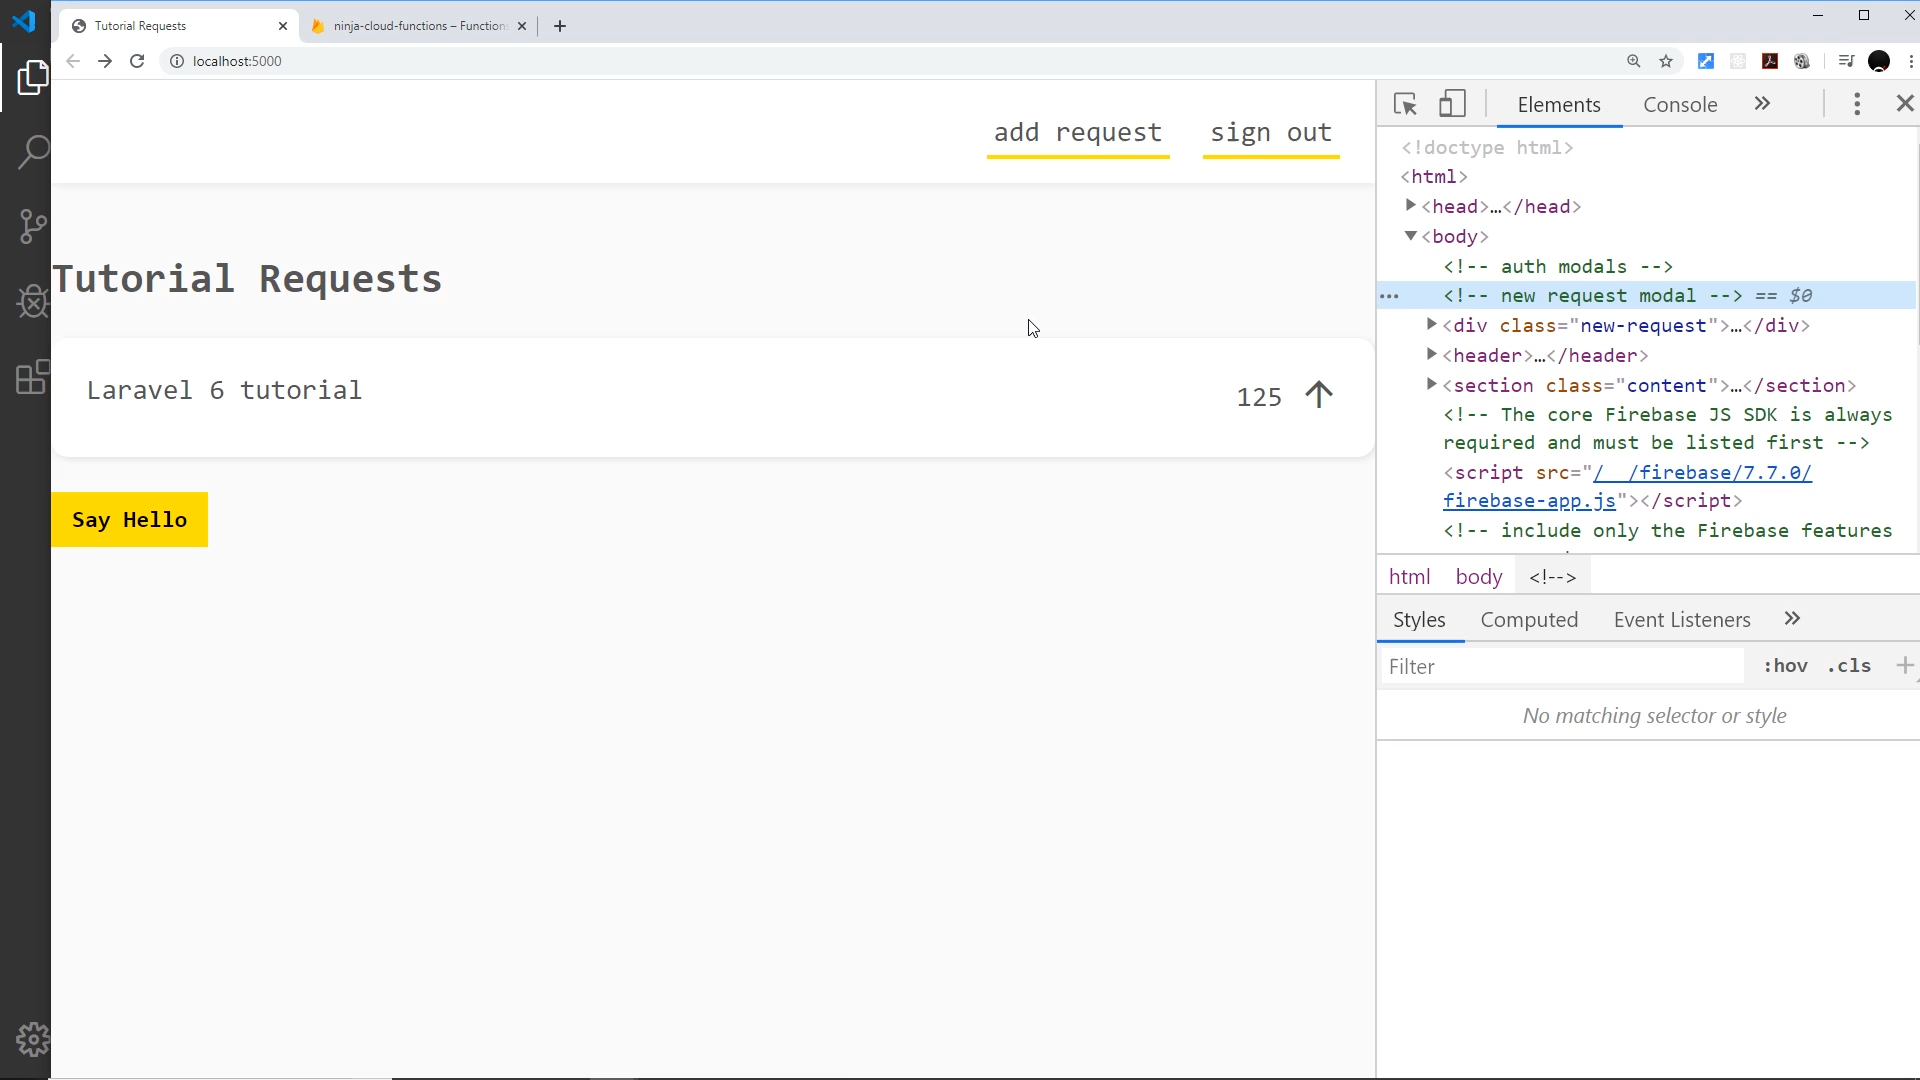 Tutorial Requests
ninja-cloud-functions – Function
localhost:5000
add request
sign out
Tutorial Requests
Laravel 6 tutorial
125
Say Hello
Elements
Console
<!doctype html>
<html>
<head>…</head>
<body>
<!-- auth modals -->
<!-- new request modal --> == $0
<div class="new-request">…</div>
<header>…</header>
<section class="content">…</section>
<!-- The core Firebase JS SDK is always
required and must be listed first -->
<script src="/__/firebase/7.7.0/
firebase-app.js"></script>
<!-- include only the Firebase features
html
body
<!-->
Styles
Computed
Event Listeners
Filter
:hov
.cls
No matching selector or style